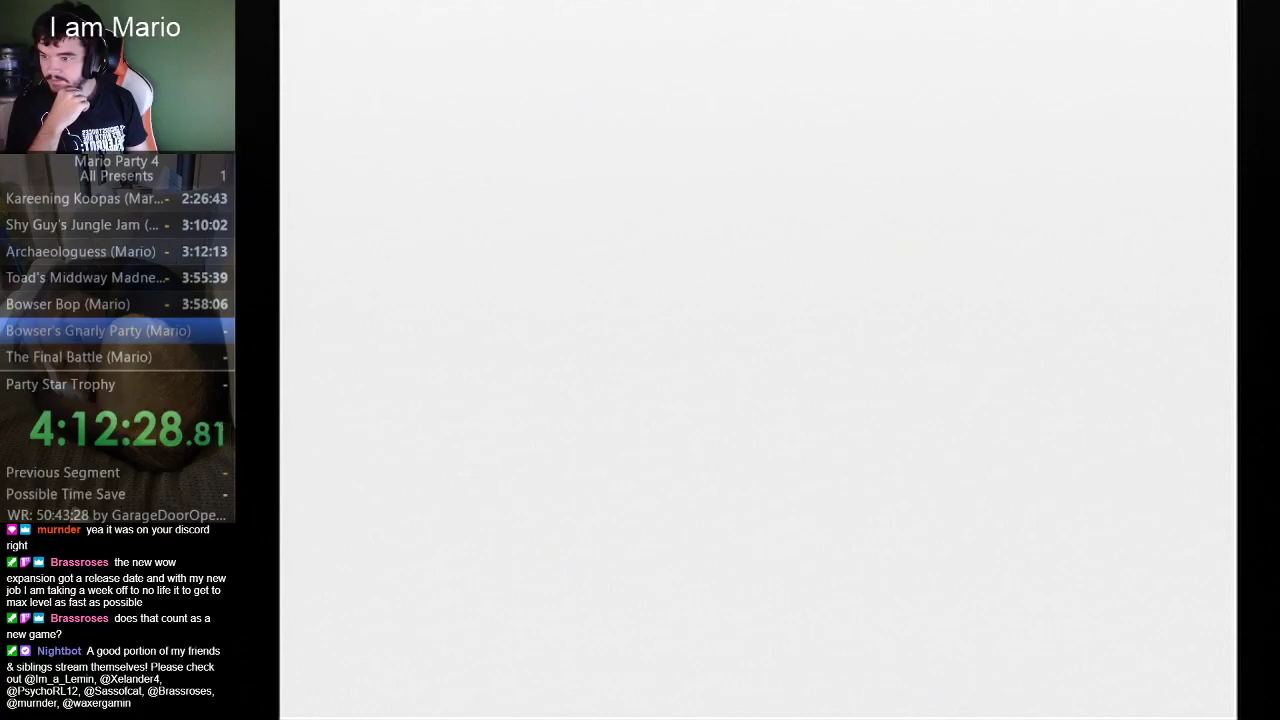 I am Mario
Mario Party 4
All Presents 1
Kareening Koopas (Mar... - 2:26:43
Shy Guy's Jungle Jam (... - 3:10:02
Archaeologuess (Mario) - 3:12:13
Toad's Middway Madne... - 3:55:39
Bowser Bop (Mario) - 3:58:06
Bowser's Gnarly Party (Mario) -
The Final Battle (Mario) -
Party Star Trophy -
4:12:28.81
Previous Segment -
Possible Time Save -
WR: 50:43:28 by GarageDoorOpe...
murnder yea it was on your discord
right
Brassroses the new wow
expansion got a release date and with my new
job I am taking a week off to no life it to get to
max level as fast as possible
Brassroses does that count as a
new game?
Nightbot A good portion of my friends
& siblings stream themselves! Please check
out @Im_a_Lemin, @Xelander4,
@PsychoRL12, @Sassofcat, @Brassroses,
@murnder, @waxergamin